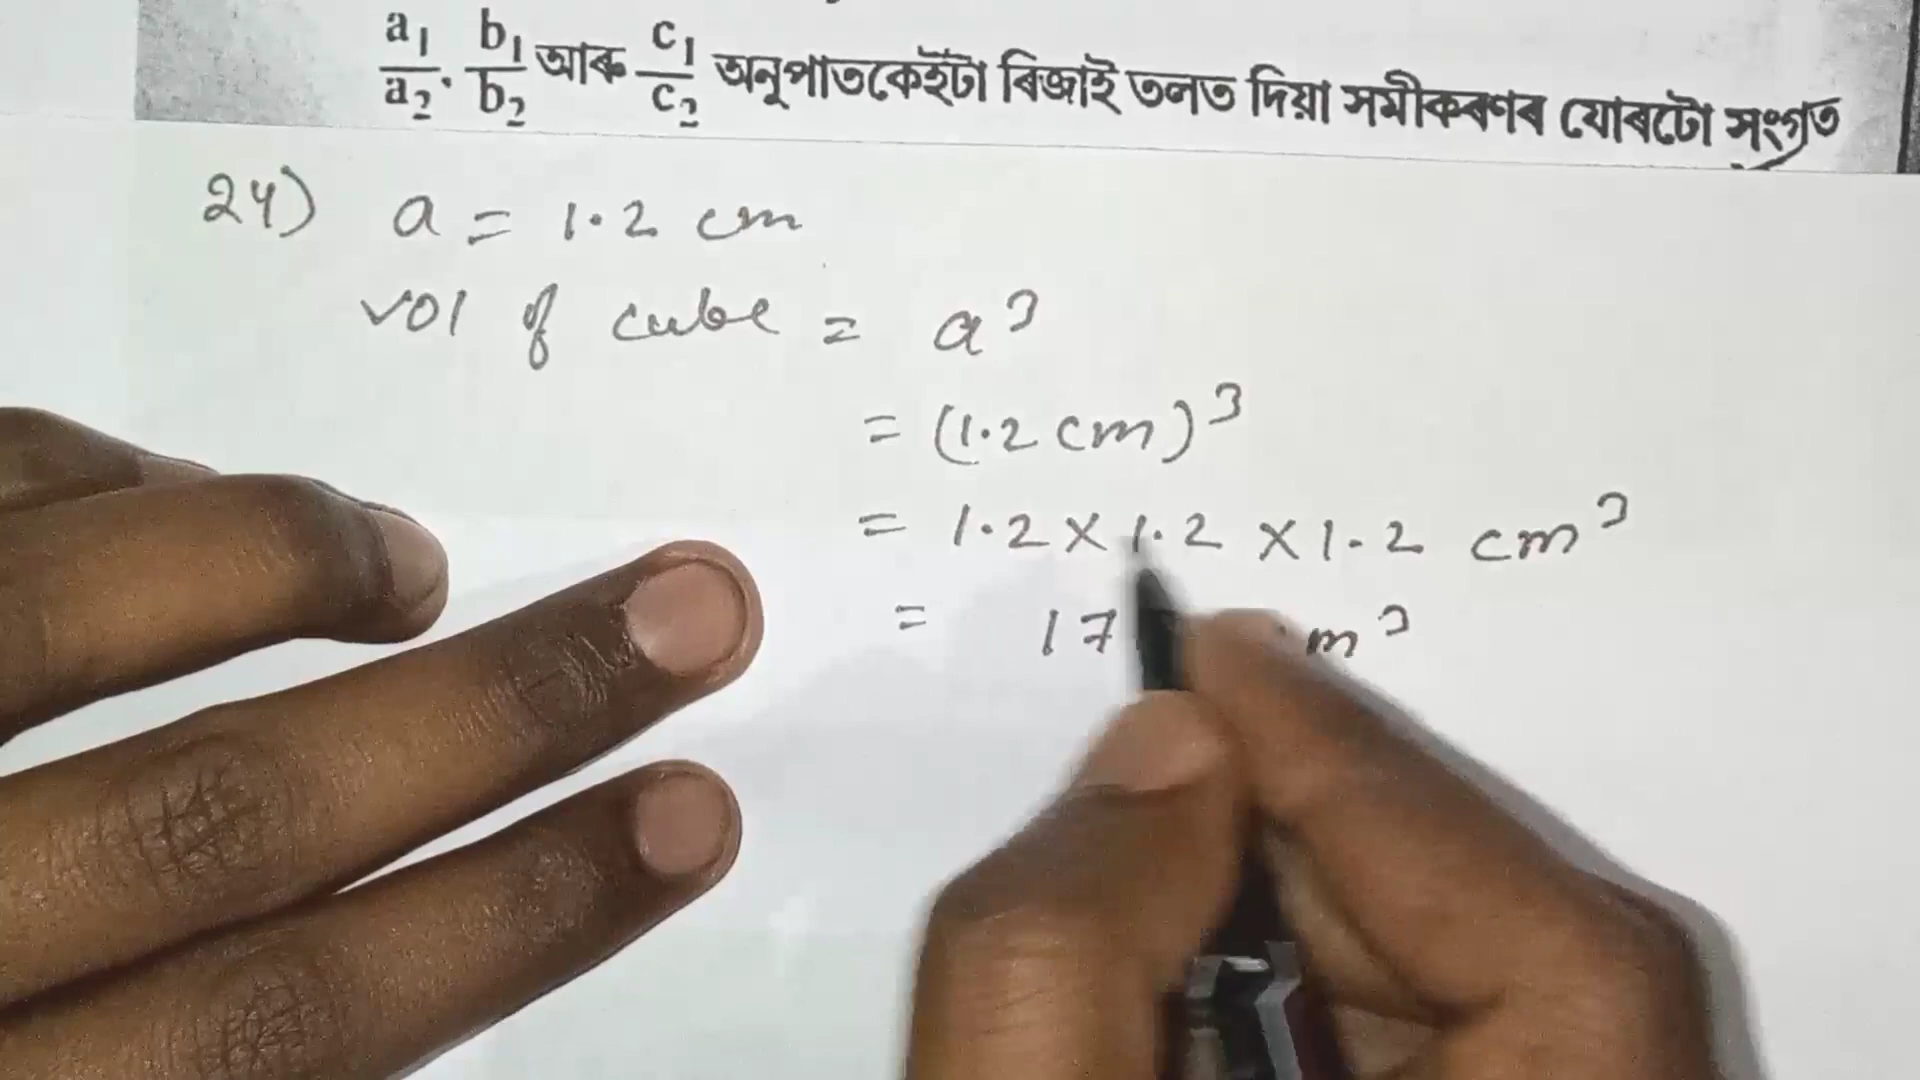 a₁/a₂. b₁/b₂ আৰু c₁/c₂ অনুপাতকেইটা ৰিজাই তলত দিয়া সমীকৰণৰ যোৰটো সংগত
24) a = 1.2 cm
vol of cube = a³
= (1.2 cm)³
= 1.2 × 1.2 × 1.2 cm³
= 17 m³